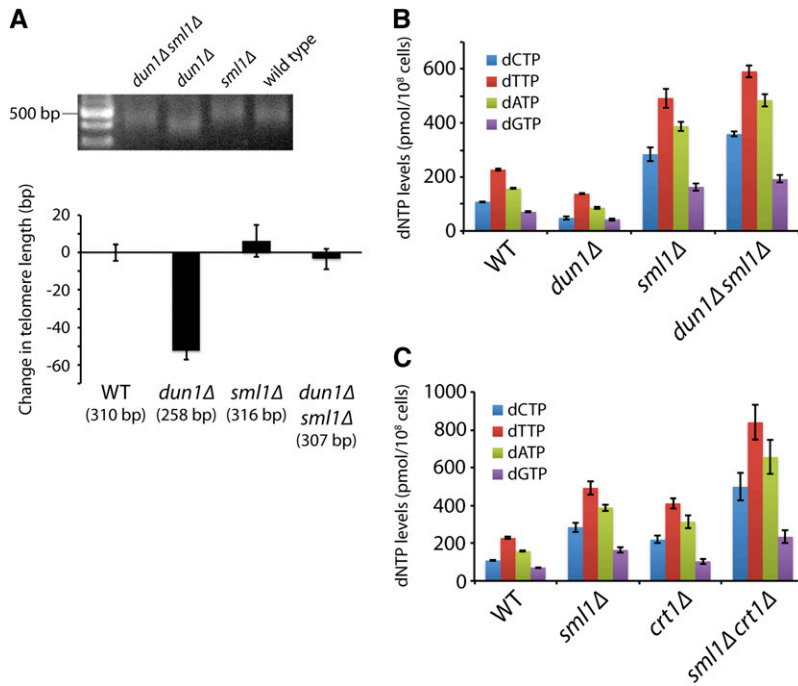 A
dun1Δ sml1Δ
dun1Δ
sml1Δ
wild type
500 bp
Change in telomere length (bp)
20
0
-20
-40
-60
WT
(310 bp)
dun1Δ
(258 bp)
sml1Δ
(316 bp)
dun1Δ
sml1Δ
(307 bp)
B
dNTP levels (pmol/10⁸ cells)
600
400
200
0
dCTP
dTTP
dATP
dGTP
WT
dun1Δ
sml1Δ
dun1Δ sml1Δ
C
dNTP levels (pmol/10⁸ cells)
1000
800
600
400
200
0
dCTP
dTTP
dATP
dGTP
WT
sml1Δ
crt1Δ
sml1Δ crt1Δ